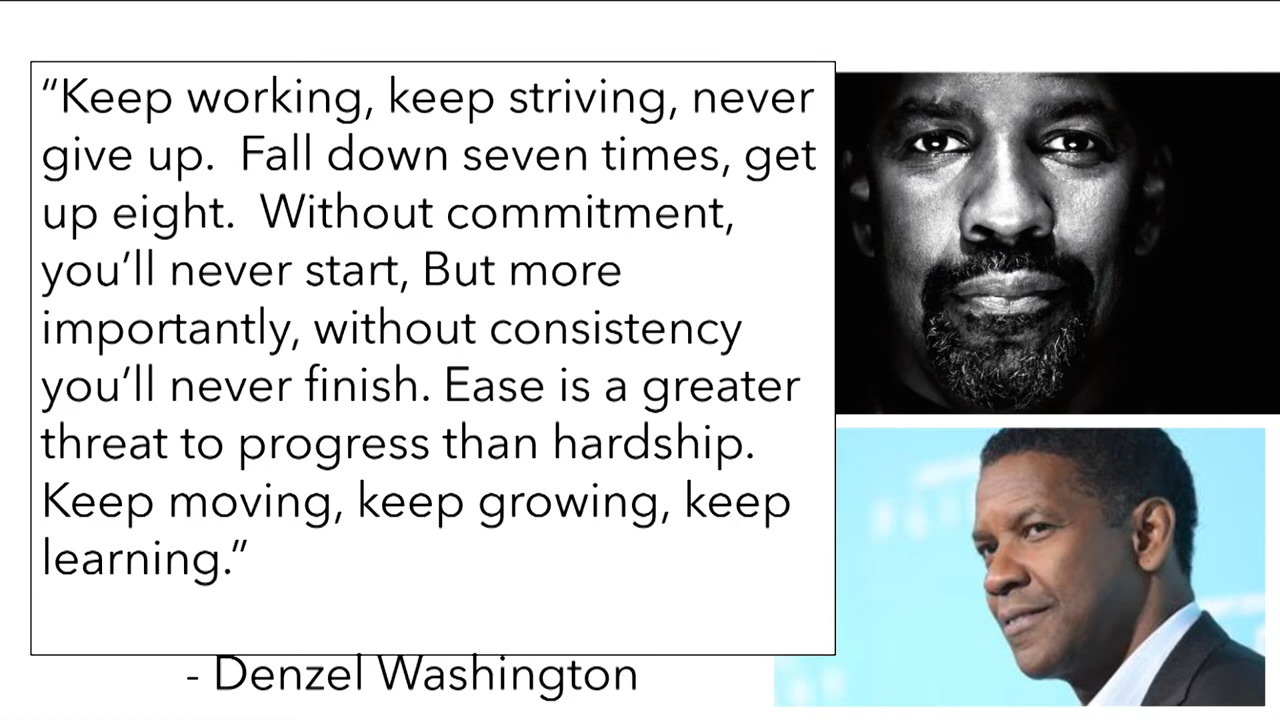 “Keep working, keep striving, never
give up.  Fall down seven times, get
up eight.  Without commitment,
you’ll never start, But more
importantly, without consistency
you’ll never finish. Ease is a greater
threat to progress than hardship.
Keep moving, keep growing, keep
learning.”
- Denzel Washington